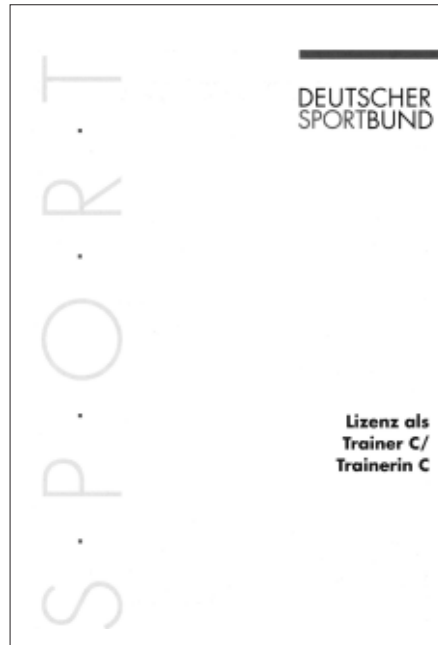 S·P·O·R·T
DEUTSCHER
SPORTBUND
Lizenz als
Trainer C/
Trainerin C